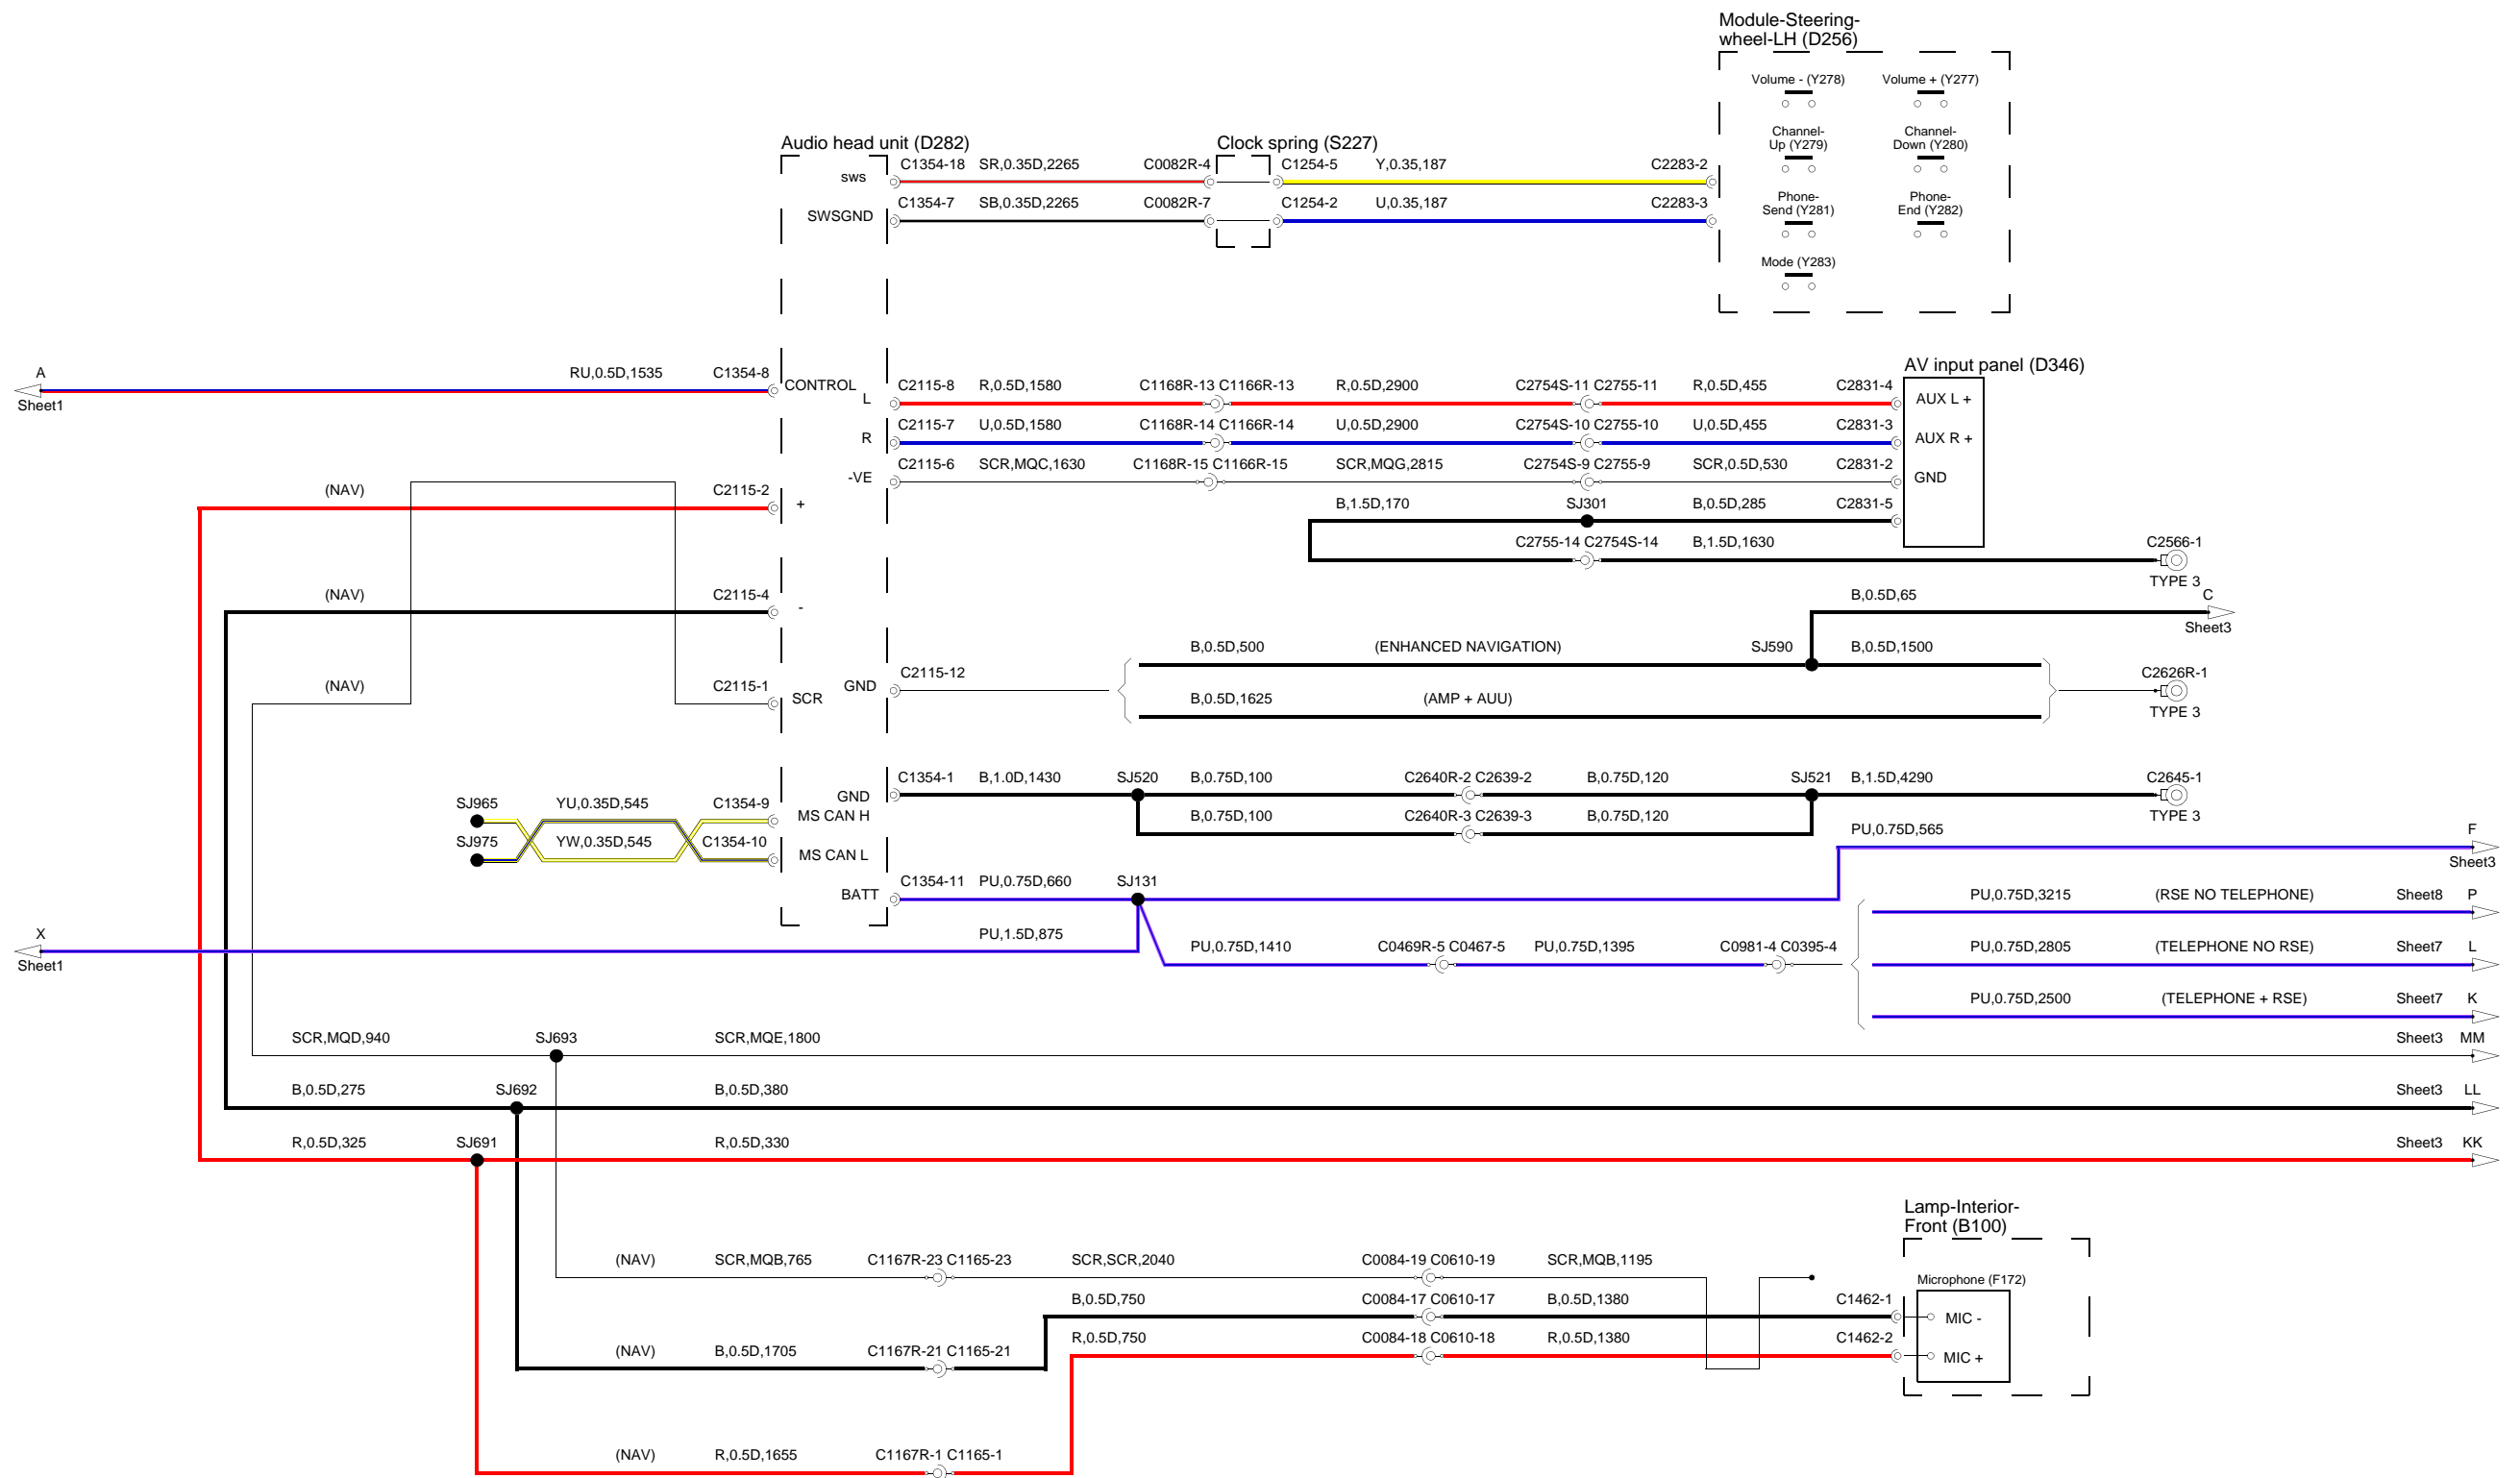 Module-Steering-
wheel-LH (D256)
Volume - (Y278) Volume + (Y277)
Channel-
Up (Y279)
Channel-
Down (Y280)
Phone-
Send (Y281)
Phone-
End (Y282)
Mode (Y283)
Audio head unit (D282) Clock spring (S227)
sws C1354-18 SR,0.35D,2265 C0082R-4 C1254-5 Y,0.35,187 C2283-2
SWSGND C1354-7 SB,0.35D,2265 C0082R-7 C1254-2 U,0.35,187 C2283-3
AV input panel (D346)
A
Sheet1
RU,0.5D,1535 C1354-8 CONTROL
L C2115-8 R,0.5D,1580 C1168R-13 C1166R-13 R,0.5D,2900 C2754S-11 C2755-11 R,0.5D,455 C2831-4 AUX L +
R C2115-7 U,0.5D,1580 C1168R-14 C1166R-14 U,0.5D,2900 C2754S-10 C2755-10 U,0.5D,455 C2831-3 AUX R +
-VE C2115-6 SCR,MQC,1630 C1168R-15 C1166R-15 SCR,MQG,2815 C2754S-9 C2755-9 SCR,0.5D,530 C2831-2 GND
(NAV) C2115-2 +
B,1.5D,170 SJ301 B,0.5D,285 C2831-5
C2755-14 C2754S-14 B,1.5D,1630 C2566-1
TYPE 3
(NAV) C2115-4 -
B,0.5D,65 C
Sheet3
B,0.5D,500 (ENHANCED NAVIGATION) SJ590 B,0.5D,1500
(NAV) C2115-1 SCR
GND C2115-12
C2626R-1
B,0.5D,1625 (AMP + AUU)
TYPE 3
GND C1354-1 B,1.0D,1430 SJ520 B,0.75D,100 C2640R-2 C2639-2 B,0.75D,120 SJ521 B,1.5D,4290 C2645-1
TYPE 3
B,0.75D,100 C2640R-3 C2639-3 B,0.75D,120
SJ965 YU,0.35D,545 C1354-9 MS CAN H
SJ975 YW,0.35D,545 C1354-10 MS CAN L
PU,0.75D,565 F
Sheet3
BATT C1354-11 PU,0.75D,660 SJ131
PU,0.75D,3215 (RSE NO TELEPHONE) Sheet8 P
X
Sheet1
PU,1.5D,875
PU,0.75D,1410 C0469R-5 C0467-5 PU,0.75D,1395 C0981-4 C0395-4
PU,0.75D,2805 (TELEPHONE NO RSE) Sheet7 L
PU,0.75D,2500 (TELEPHONE + RSE) Sheet7 K
SCR,MQD,940 SJ693 SCR,MQE,1800 Sheet3 MM
B,0.5D,275 SJ692 B,0.5D,380 Sheet3 LL
R,0.5D,325 SJ691 R,0.5D,330 Sheet3 KK
Lamp-Interior-
Front (B100)
(NAV) SCR,MQB,765 C1167R-23 C1165-23 SCR,SCR,2040 C0084-19 C0610-19 SCR,MQB,1195
Microphone (F172)
B,0.5D,750 C0084-17 C0610-17 B,0.5D,1380 C1462-1 MIC -
R,0.5D,750 C0084-18 C0610-18 R,0.5D,1380 C1462-2 MIC +
(NAV) B,0.5D,1705 C1167R-21 C1165-21
(NAV) R,0.5D,1655 C1167R-1 C1165-1